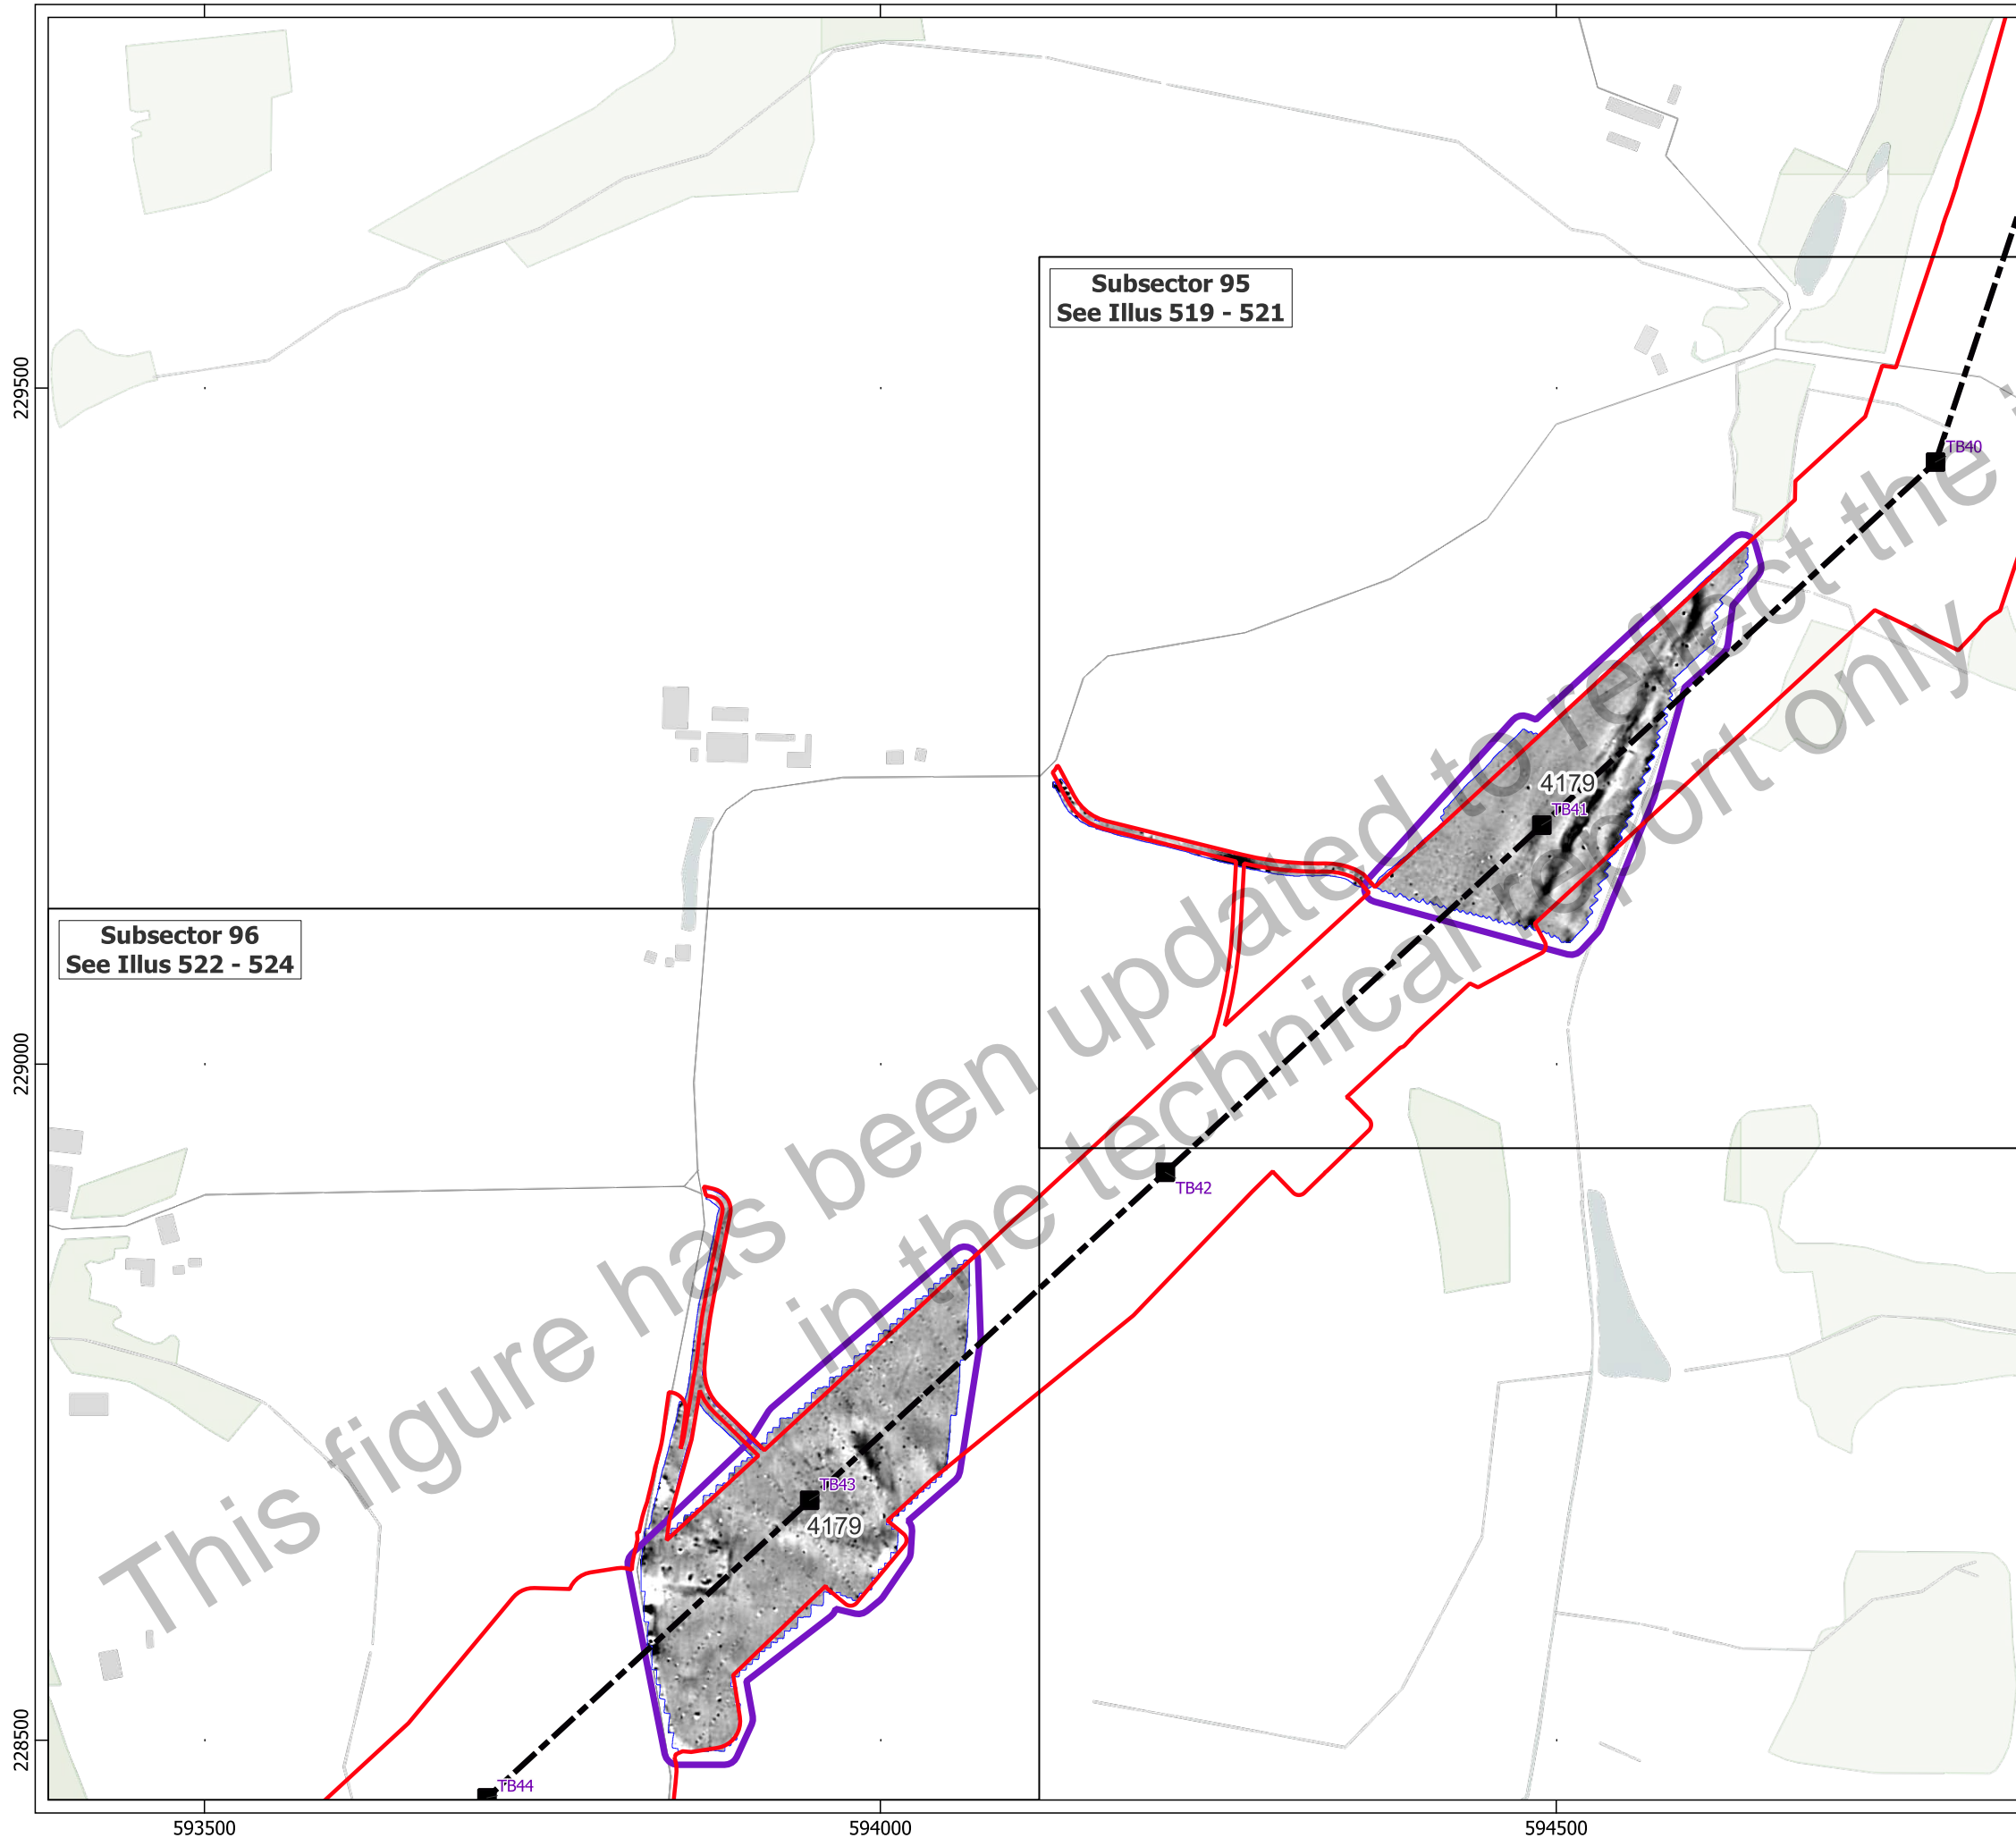 Subsector 95
See Illus 519 - 521
229500
TB40
4179
TB41
Subsector 96
See Illus 522 - 524
229000
TB42
TB43
4179
228500
TB44
593500
594000
594500
This figure has been updated to reflect the
in the technical report only